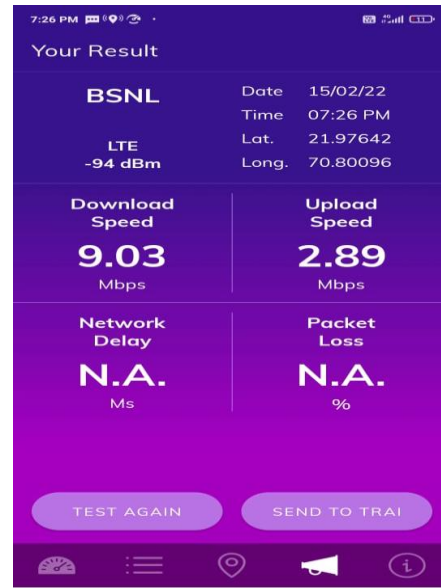 7:26 PM
Your Result
BSNL
LTE
-94 dBm
Date 15/02/22
Time 07:26 PM
Lat. 21.97642
Long. 70.80096
Download
Speed
9.03
Mbps
Upload
Speed
2.89
Mbps
Network
Delay
N.A.
Ms
Packet
Loss
N.A.
%
TEST AGAIN
SEND TO TRAI